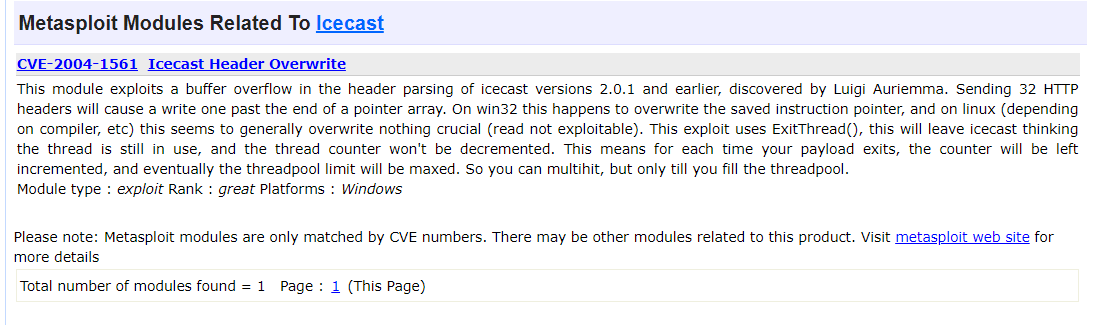 Metasploit Modules Related To Icecast
CVE-2004-1561 Icecast Header Overwrite
This module exploits a buffer overflow in the header parsing of icecast versions 2.0.1 and earlier, discovered by Luigi Auriemma. Sending 32 HTTP
headers will cause a write one past the end of a pointer array. On win32 this happens to overwrite the saved instruction pointer, and on linux (depending
on compiler, etc) this seems to generally overwrite nothing crucial (read not exploitable). This exploit uses ExitThread(), this will leave icecast thinking
the thread is still in use, and the thread counter won't be decremented. This means for each time your payload exits, the counter will be left
incremented, and eventually the threadpool limit will be maxed. So you can multihit, but only till you fill the threadpool.
Module type : exploit Rank : great Platforms : Windows
Please note: Metasploit modules are only matched by CVE numbers. There may be other modules related to this product. Visit metasploit web site for
more details
Total number of modules found = 1 Page : 1 (This Page)